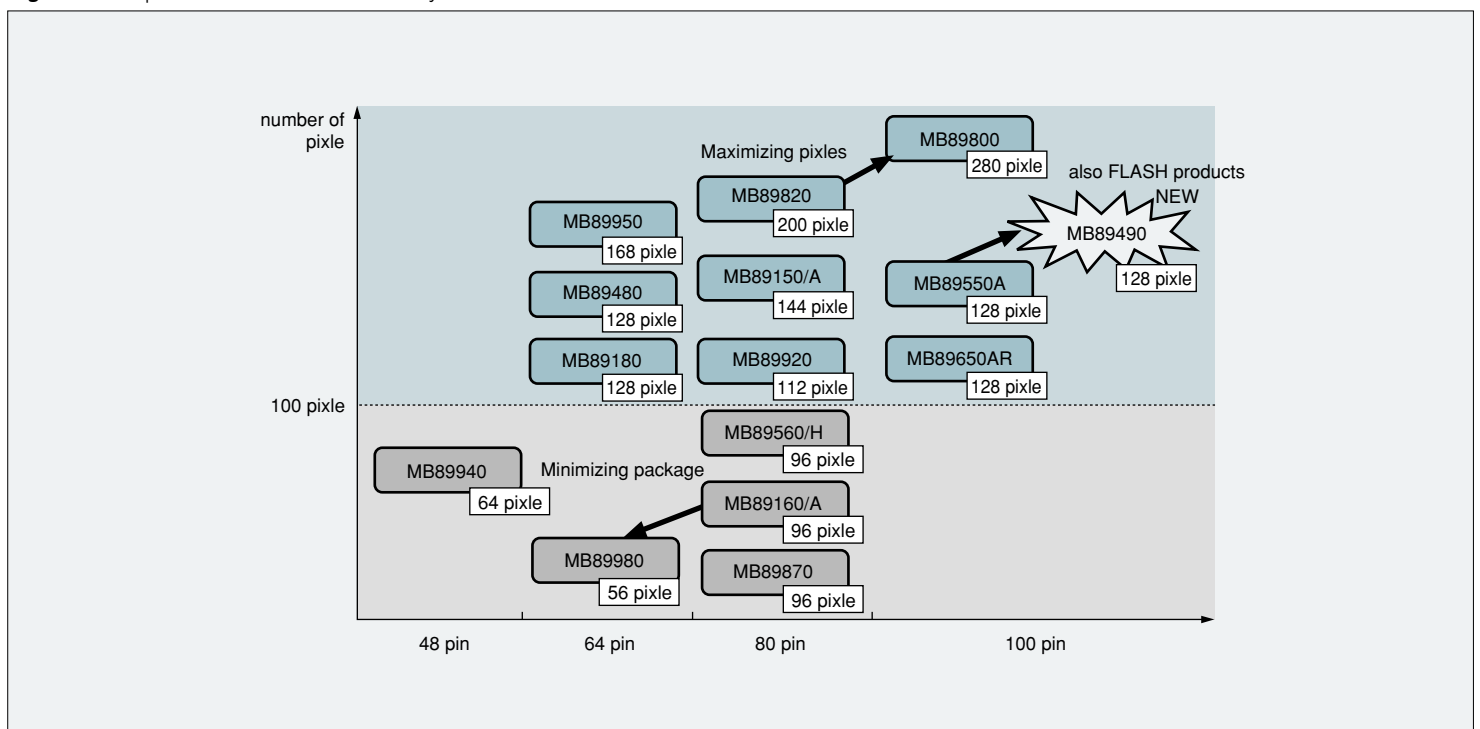 number of
pixle
Maximizing pixles
MB89800
280 pixle
also FLASH products
NEW
MB89820
200 pixle
MB89950
168 pixle
MB89490
128 pixle
MB89150/A
144 pixle
MB89550A
128 pixle
MB89480
128 pixle
MB89180
128 pixle
MB89920
112 pixle
MB89650AR
128 pixle
100 pixle
MB89560/H
96 pixle
MB89940
64 pixle
Minimizing package
MB89160/A
96 pixle
MB89980
56 pixle
MB89870
96 pixle
48 pin
64 pin
80 pin
100 pin